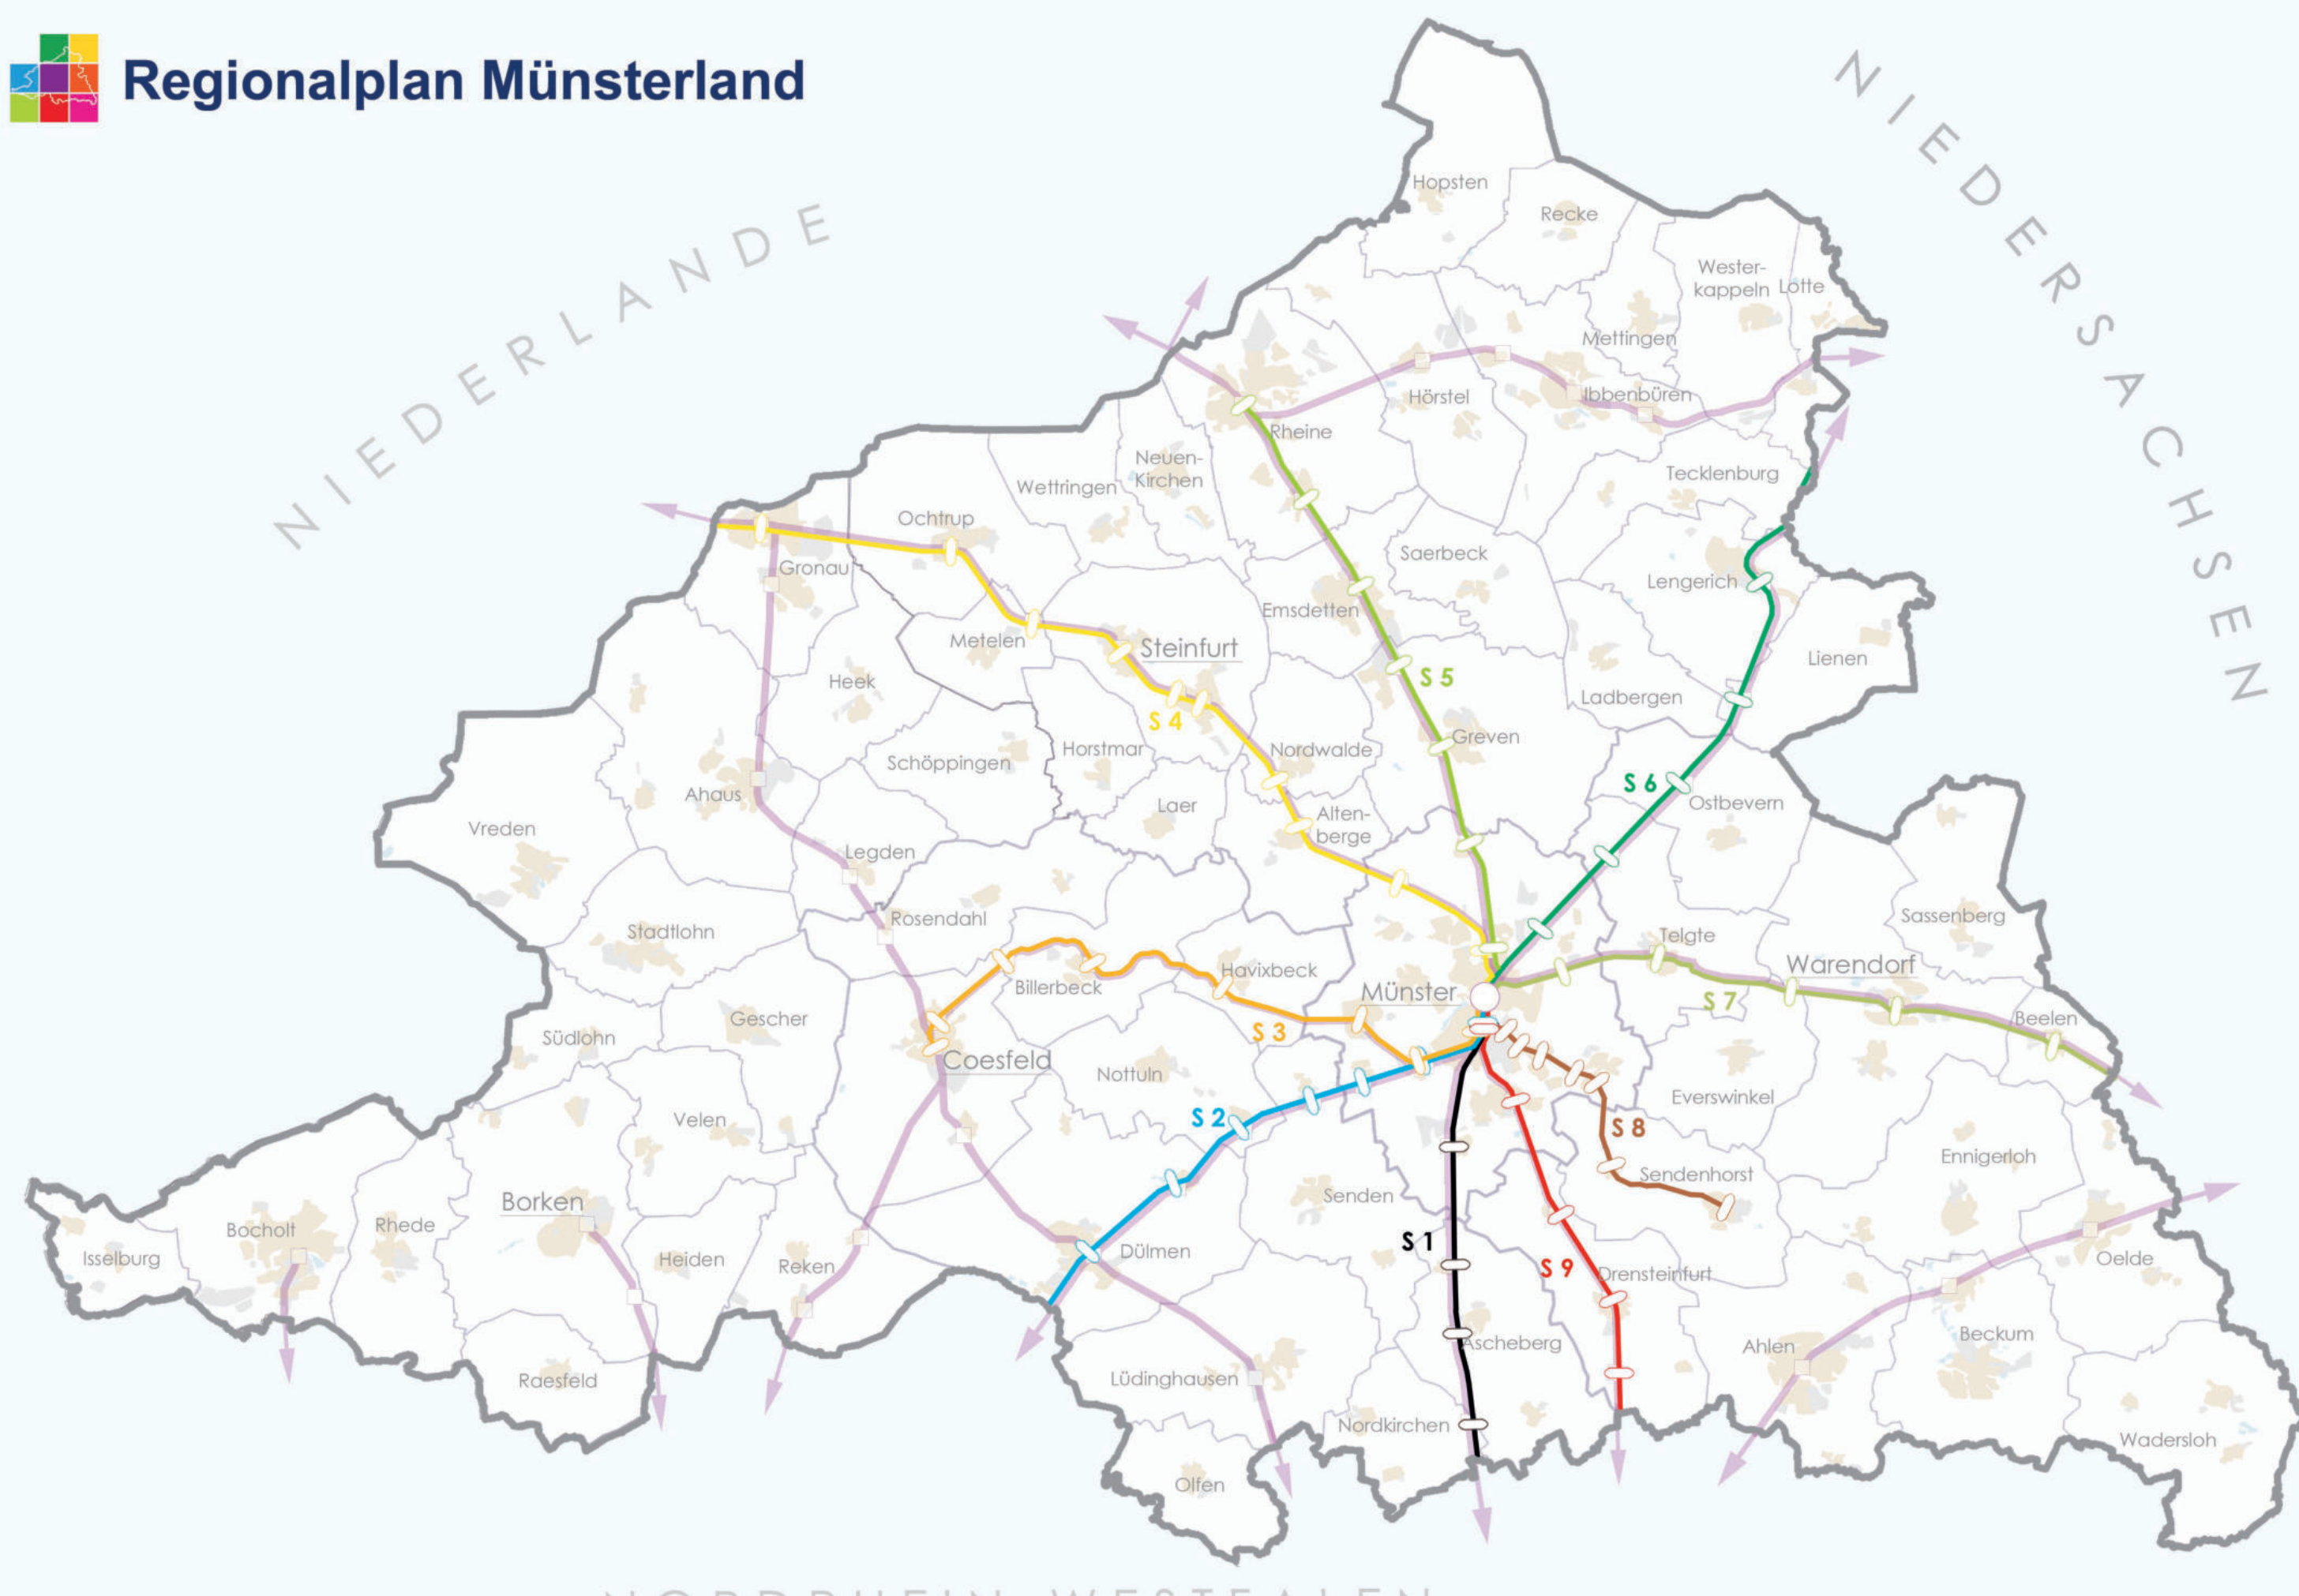 Regionalplan Münsterland
NIEDERLANDE
NIEDERSACHSEN
Hopsten
Recke
Wester-
kappeln
Lotte
Mettingen
Hörstel
Ibbenbüren
Rheine
Neuen-
Kirchen
Wettringen
Tecklenburg
Ochtrup
Saerbeck
Gronau
Lengerich
Emsdetten
Metelen
Steinfurt
Lienen
Heek
S 5
Ladbergen
S 4
Greven
Horstmar
Nordwalde
Schöppingen
S 6
Ahaus
Ostbevern
Laer
Alten-
berge
Vreden
Legden
Rosendahl
Sassenberg
Stadtlohn
Telgte
Warendorf
Havixbeck
Billerbeck
Münster
S 7
Gescher
Beelen
Südlohn
S 3
Coesfeld
Nottuln
Everswinkel
Velen
S 2
S 8
Ennigerloh
Sendenhorst
Senden
Borken
Rhede
Bocholt
S 1
Isselburg
Heiden
Reken
Dülmen
S 9
Drensteinfurt
Oelde
Ascheberg
Beckum
Ahlen
Raesfeld
Lüdinghausen
Nordkirchen
Wadersloh
Olfen
NORDRHEIN-WESTFALEN